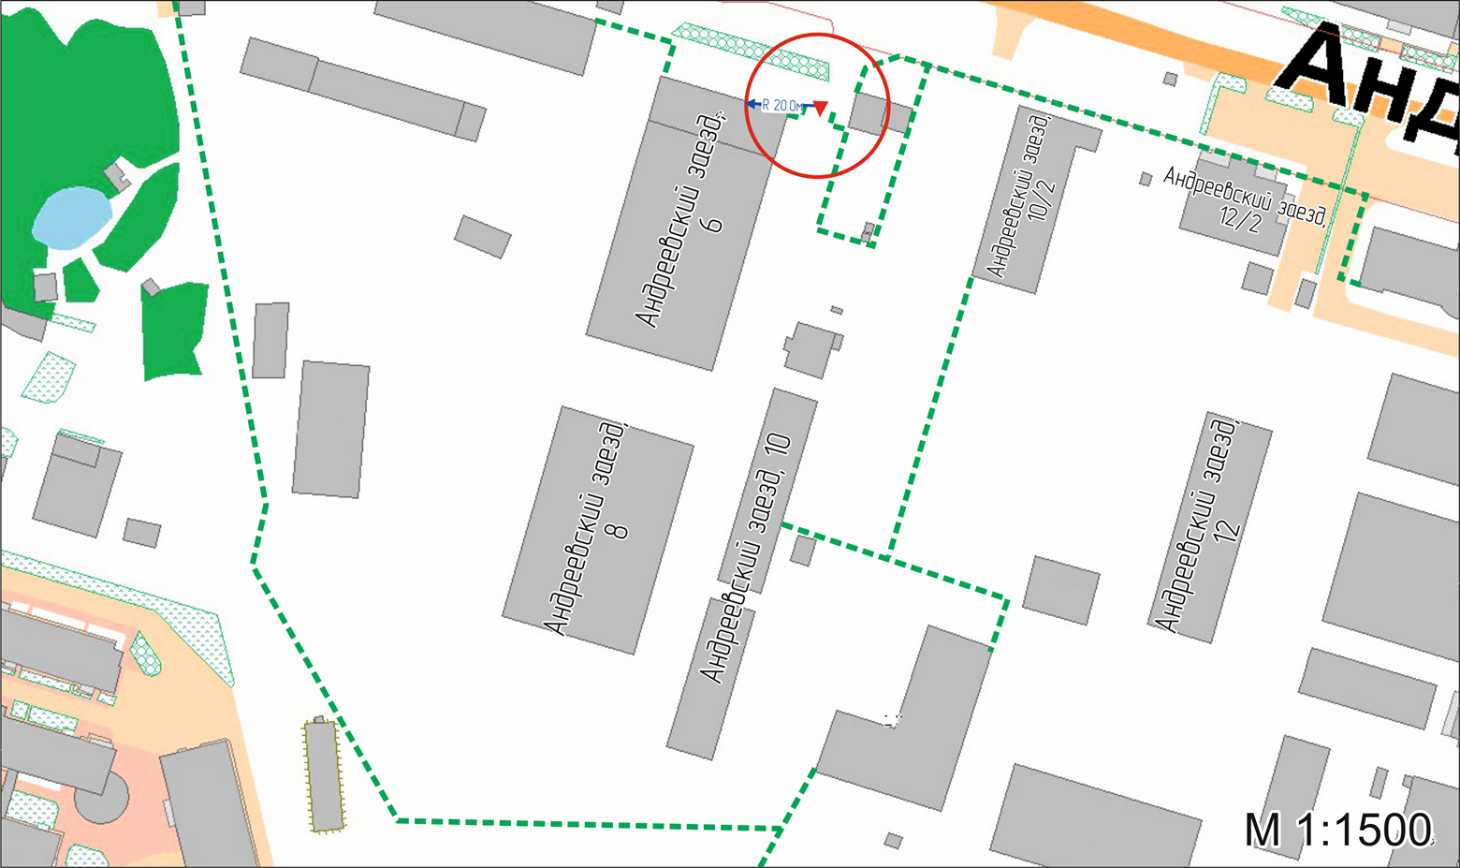 Анд
R 20.0м
Андреевский заезд,
6
Андреевский заезд,
10/2
Андреевский заезд,
12/2
Андреевский заезд,
8
Андреевский заезд, 10
Андреевский заезд,
12
М 1:1500